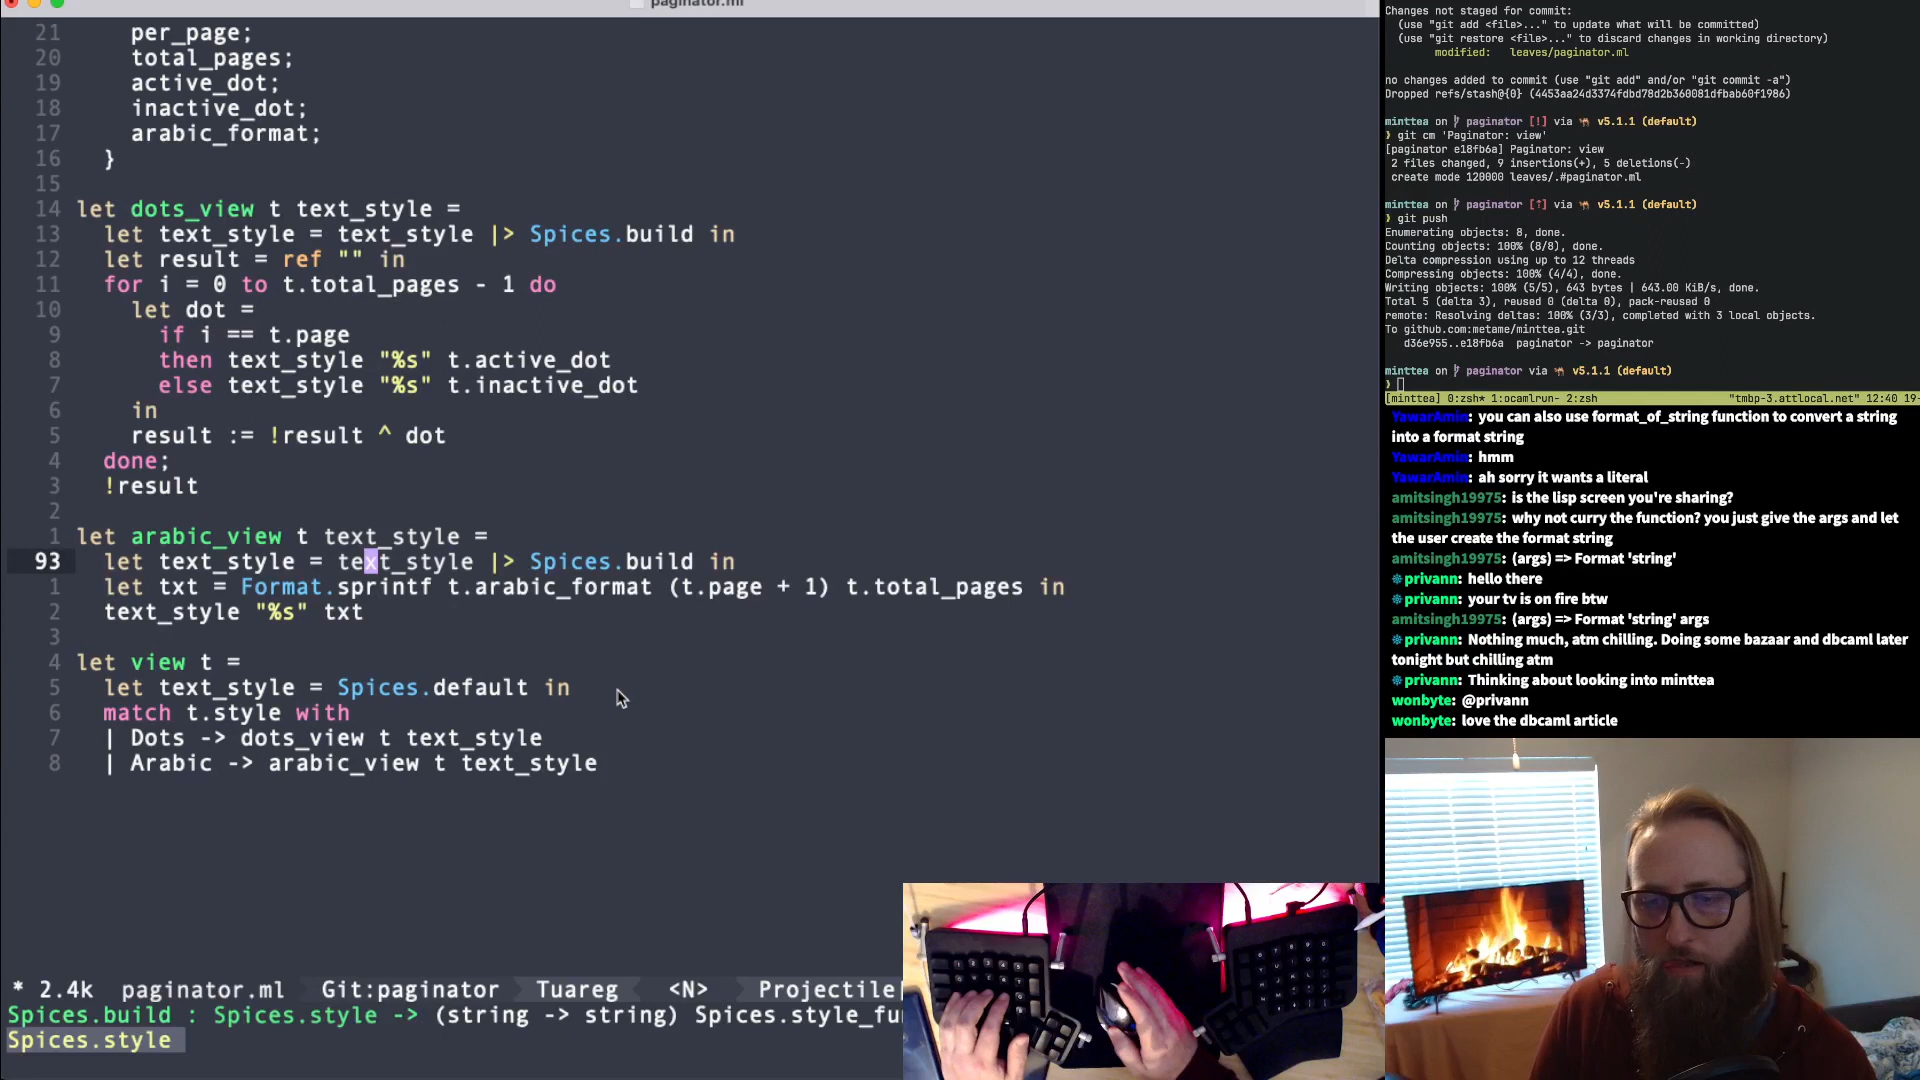 paginator.ml
21 per_page;
20 total_pages;
19 active_dot;
18 inactive_dot;
17 arabic_format;
16 }
15
14 let dots_view t text_style =
13 let text_style = text_style |> Spices.build in
12 let result = ref "" in
11 for i = 0 to t.total_pages - 1 do
10 let dot =
9 if i == t.page
8 then text_style "%s" t.active_dot
7 else text_style "%s" t.inactive_dot
6 in
5 result := !result ^ dot
4 done;
3 !result
2
1 let arabic_view t text_style =
93 let text_style = text_style |> Spices.build in
1 let txt = Format.sprintf t.arabic_format (t.page + 1) t.total_pages in
2 text_style "%s" txt
3
4 let view t =
5 let text_style = Spices.default in
6 match t.style with
7 | Dots -> dots_view t text_style
8 | Arabic -> arabic_view t text_style
* 2.4k paginator.ml Git:paginator Tuareg <N> Projectile
Spices.build : Spices.style -> (string -> string) Spices.style_fu
Spices.style
Changes not staged for commit:
(use "git add <file>..." to update what will be committed)
(use "git restore <file>..." to discard changes in working directory)
modified: leaves/paginator.ml
no changes added to commit (use "git add" and/or "git commit -a")
Dropped refs/stash@{0} (4453aa24d3374fdbd78d2b360081dfbab60f1986)
minttea on paginator [!] via v5.1.1 (default)
❯ git cm 'Paginator: view'
[paginator e18fb6a] Paginator: view
2 files changed, 9 insertions(+), 5 deletions(-)
create mode 120000 leaves/.#paginator.ml
minttea on paginator [↑] via v5.1.1 (default)
❯ git push
Enumerating objects: 8, done.
Counting objects: 100% (8/8), done.
Delta compression using up to 12 threads
Compressing objects: 100% (4/4), done.
Writing objects: 100% (5/5), 643 bytes | 643.00 KiB/s, done.
Total 5 (delta 3), reused 0 (delta 0), pack-reused 0
remote: Resolving deltas: 100% (3/3), completed with 3 local objects.
To github.com:metame/minttea.git
d36e955..e18fb6a paginator -> paginator
minttea on paginator via v5.1.1 (default)
❯
[minttea] 0:zsh* 1:ocamlrun- 2:zsh "tmbp-3.attlocal.net" 12:40 19-
YawarAmin: you can also use format_of_string function to convert a string
into a format string
YawarAmin: hmm
YawarAmin: ah sorry it wants a literal
amitsingh19975: is the lisp screen you're sharing?
amitsingh19975: why not curry the function? you just give the args and let
the user create the format string
amitsingh19975: (args) => Format 'string'
privann: hello there
privann: your tv is on fire btw
amitsingh19975: (args) => Format 'string' args
privann: Nothing much, atm chilling. Doing some bazaar and dbcaml later
tonight but chilling atm
privann: Thinking about looking into minttea
wonbyte: @privann
wonbyte: love the dbcaml article